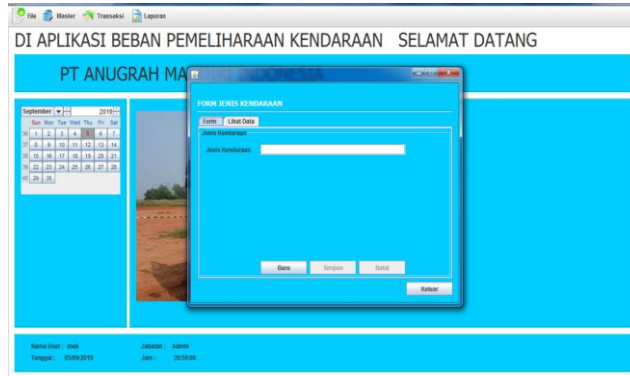 File Master Transaksi Laporan
DI APLIKASI BEBAN PEMELIHARAAN KENDARAAN SELAMAT DATANG
PT ANUGRAH MA
FORM JENIS KENDARAAN
Form Lihat Data
Jenis Kendaraan
Jenis Kendaraan
Baru Simpan Batal
Keluar
September 2019
Sun Mon Tue Wed Thu Fri Sat
36 1 2 3 4 5 6 7
37 8 9 10 11 12 13 14
38 15 16 17 18 19 20 21
39 22 23 24 25 26 27 28
40 29 30
Nama User : meli Jabatan : Admin
Tanggal : 05/09/2019 Jam : 20:59:00